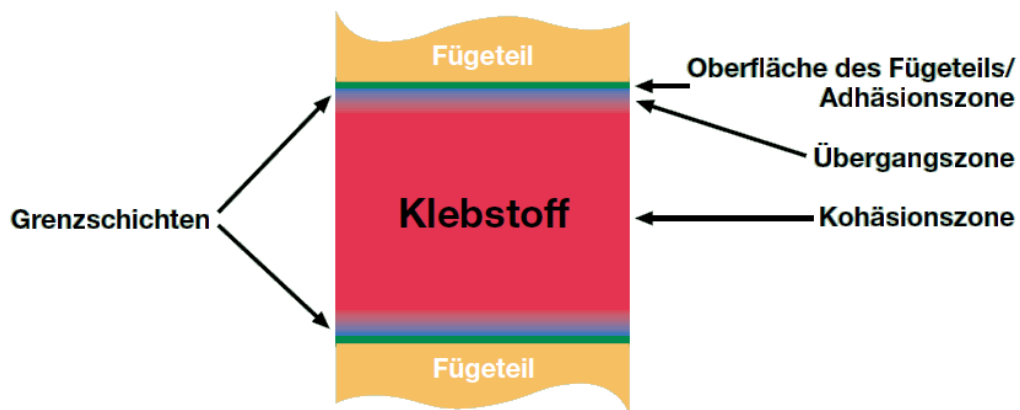 Fügeteil
Oberfläche des Fügeteils/
Adhäsionszone
Übergangszone
Grenzschichten
Klebstoff
Kohäsionszone
Fügeteil